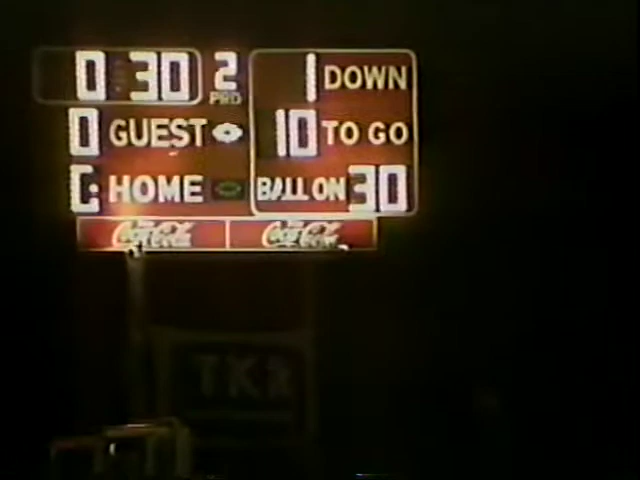 0:30 2 1 DOWN
PRD
0 GUEST 10 TO GO
HOME BALL ON 30
Coca-Cola Coca-Cola
TKR